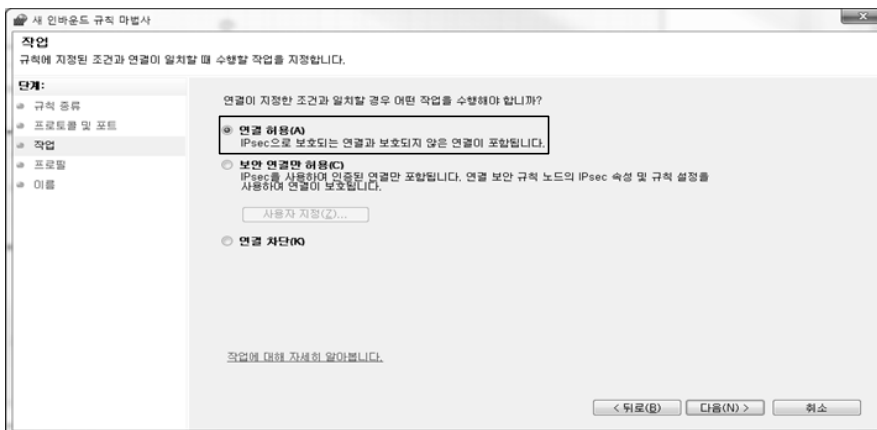 새 인바운드 규칙 마법사
작업
규칙에 지정된 조건과 연결이 일치할 때 수행할 작업을 지정합니다.
단계:
규칙 종류
프로토콜 및 포트
작업
프로필
이름
연결이 지정한 조건과 일치할 경우 어떤 작업을 수행해야 합니까?
연결 허용(A)
IPsec으로 보호되는 연결과 보호되지 않은 연결이 포함됩니다.
보안 연결만 허용(C)
IPsec을 사용하여 인증된 연결만 포함됩니다. 연결 보안 규칙 노드의 IPsec 속성 및 규칙 설정을
사용하여 연결이 보호됩니다.
사용자 지정(Z)...
연결 차단(K)
작업에 대해 자세히 알아봅니다.
< 뒤로(B) 다음(N) > 취소